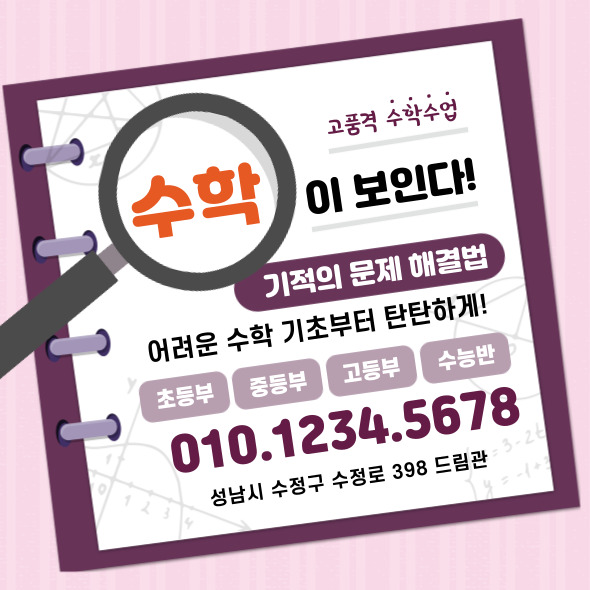 고품격 수학수업
수학이 보인다!
기적의 문제 해결법
어려운 수학 기초부터 탄탄하게!
초등부 중등부 고등부 수능반
010.1234.5678
성남시 수정구 수정로 398 드림관